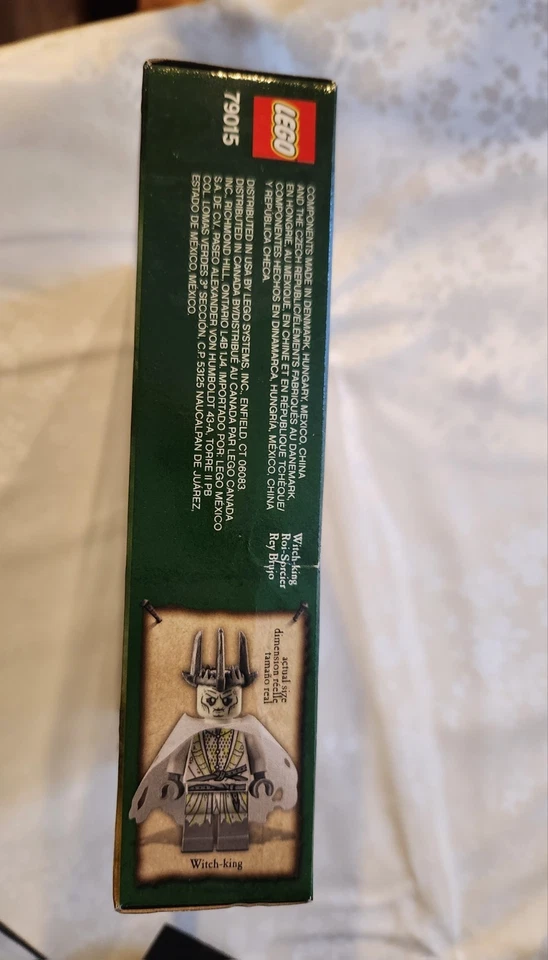 LEGO
79015
COMPONENTS MADE IN DENMARK, HUNGARY, MEXICO, CHINA
AND THE CZECH REPUBLIC/ÉLÉMENTS FABRIQUÉS AU DANEMARK,
EN HONGRIE, AU MEXIQUE, EN CHINE ET EN RÉPUBLIQUE TCHÈQUE/
COMPONENTES HECHOS EN DINAMARCA, HUNGRÍA, MÉXICO, CHINA
Y REPÚBLICA CHECA.
DISTRIBUTED IN USA BY LEGO SYSTEMS, INC., ENFIELD, CT 06083.
DISTRIBUTED IN CANADA BY/DISTRIBUÉ AU CANADA PAR LEGO CANADA
INC. RICHMOND HILL, ONTARIO L4B 1J4. IMPORTADO POR: LEGO MÉXICO
S.A. DE C.V. PASEO ALEXANDER VON HUMBOLDT 43-A, TORRE II PB
COL. LOMAS VERDES 3ª SECCIÓN, C.P. 53125 NAUCALPAN DE JUÁREZ,
ESTADO DE MÉXICO, MÉXICO.
Witch-king
Roi-Sorcier
Rey Brujo
actual size
dimension réelle
tamaño real
Witch-king